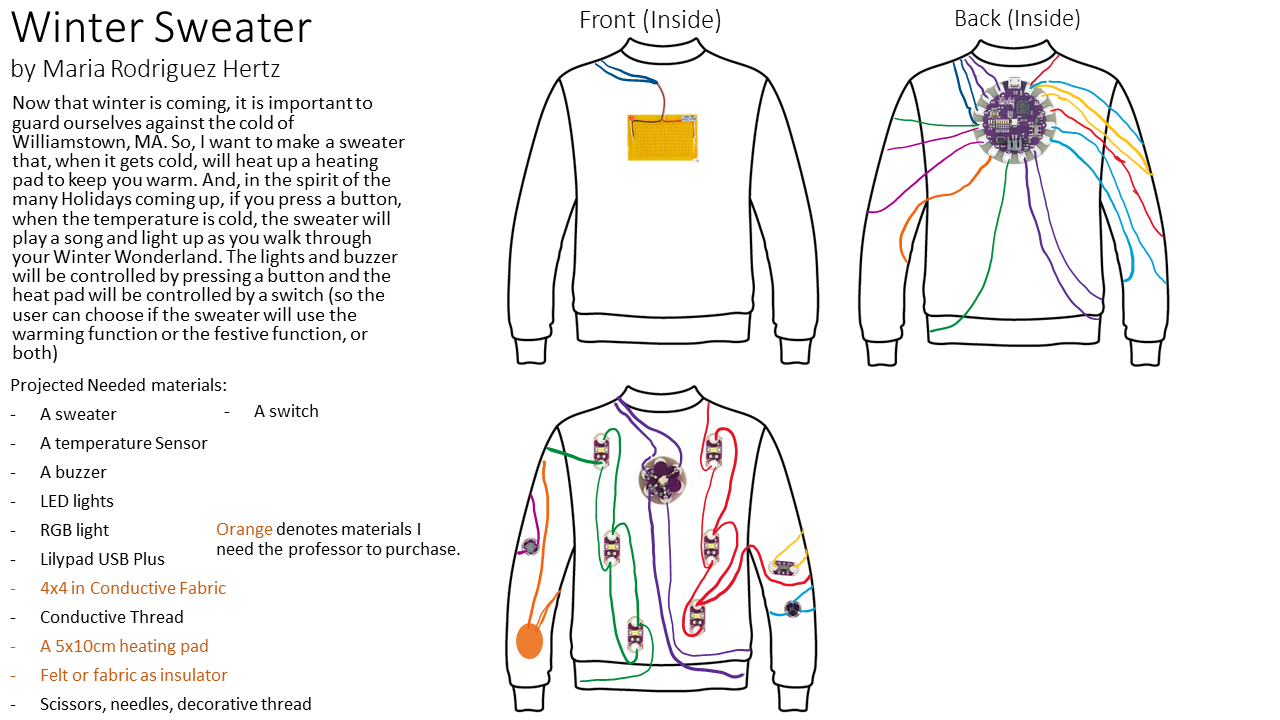 Winter Sweater
by Maria Rodriguez Hertz
Now that winter is coming, it is important to
guard ourselves against the cold of
Williamstown, MA. So, I want to make a sweater
that, when it gets cold, will heat up a heating
pad to keep you warm. And, in the spirit of the
many Holidays coming up, if you press a button,
when the temperature is cold, the sweater will
play a song and light up as you walk through
your Winter Wonderland. The lights and buzzer
will be controlled by pressing a button and the
heat pad will be controlled by a switch (so the
user can choose if the sweater will use the
warming function or the festive function, or
both)
Projected Needed materials:
- A sweater
- A temperature Sensor
- A buzzer
- LED lights
- RGB light
- Lilypad USB Plus
- 4x4 in Conductive Fabric
- Conductive Thread
- A 5x10cm heating pad
- Felt or fabric as insulator
- Scissors, needles, decorative thread
- A switch
Orange denotes materials I
need the professor to purchase.
Front (Inside)
Back (Inside)